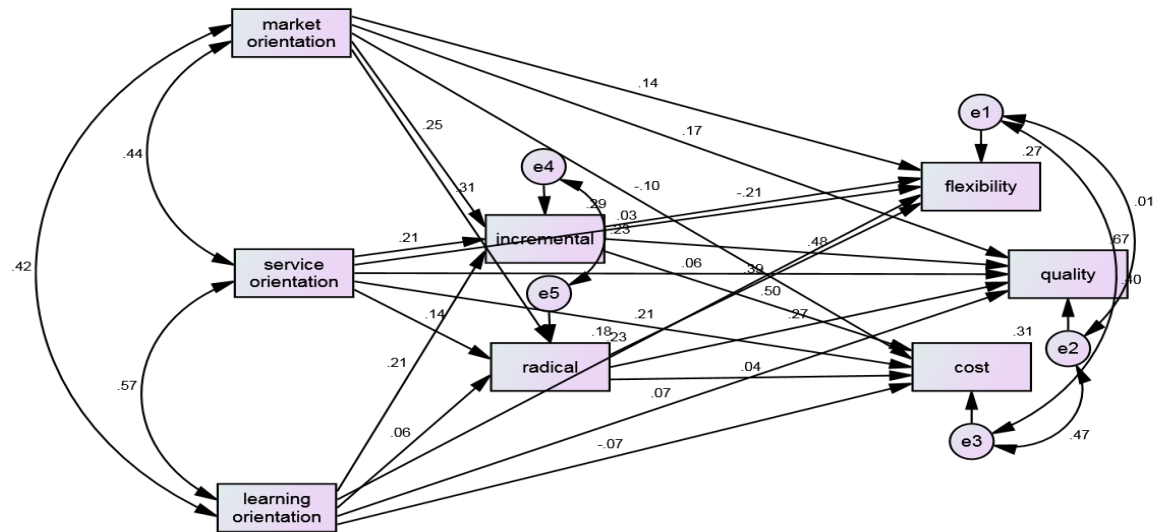 market
orientation
.14
e1
.17
.27
.25
.44
e4
flexibility
.31
-.10
-.21
.01
.29
.03
.23
incremental
.21
.48
.67
service
orientation
.06
quality
.42
.39
.40
e5
.50
.14
.21
.27
.18
.23
.31
e2
.21
radical
.04
cost
.57
.07
.06
-.07
e3
.47
learning
orientation